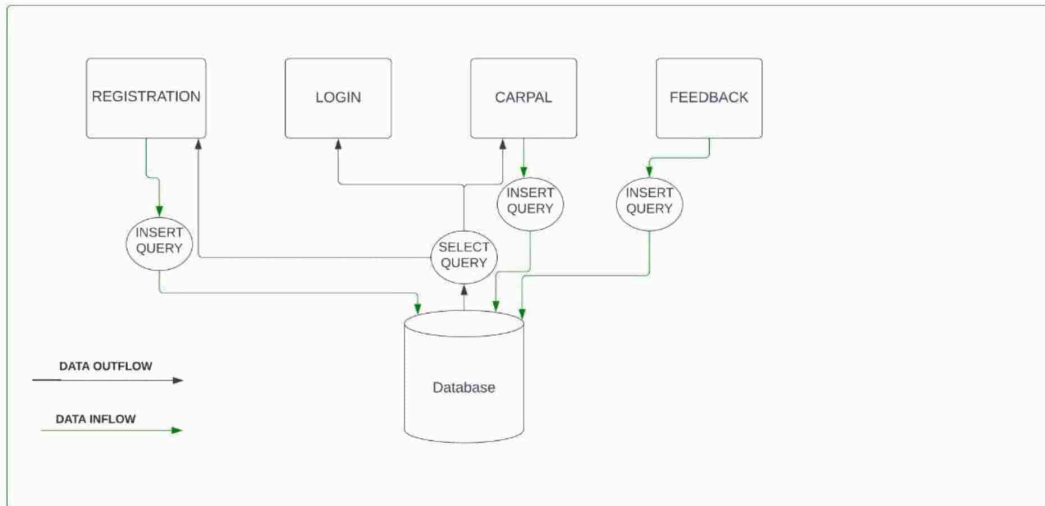 REGISTRATION
LOGIN
CARPAL
FEEDBACK
INSERT
QUERY
INSERT
QUERY
INSERT
QUERY
SELECT
QUERY
DATA OUTFLOW
Database
DATA INFLOW